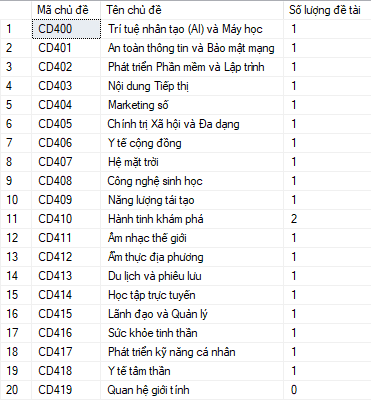 Mã chủ đề Tên chủ đề Số lượng đề tài
1 CD400 Trí tuệ nhân tạo (AI) và Máy học 1
2 CD401 An toàn thông tin và Bảo mật mạng 1
3 CD402 Phát triển Phần mềm và Lập trình 1
4 CD403 Nội dung Tiếp thị 1
5 CD404 Marketing số 1
6 CD405 Chính trị Xã hội và Đa dạng 1
7 CD406 Y tế cộng đồng 1
8 CD407 Hệ mặt trời 1
9 CD408 Công nghệ sinh học 1
10 CD409 Năng lượng tái tạo 1
11 CD410 Hành tinh khám phá 2
12 CD411 Âm nhạc thế giới 1
13 CD412 Ẩm thực địa phương 1
14 CD413 Du lịch và phiêu lưu 1
15 CD414 Học tập trực tuyến 1
16 CD415 Lãnh đạo và Quản lý 1
17 CD416 Sức khỏe tinh thần 1
18 CD417 Phát triển kỹ năng cá nhân 1
19 CD418 Y tế tâm thần 1
20 CD419 Quan hệ giới tính 0